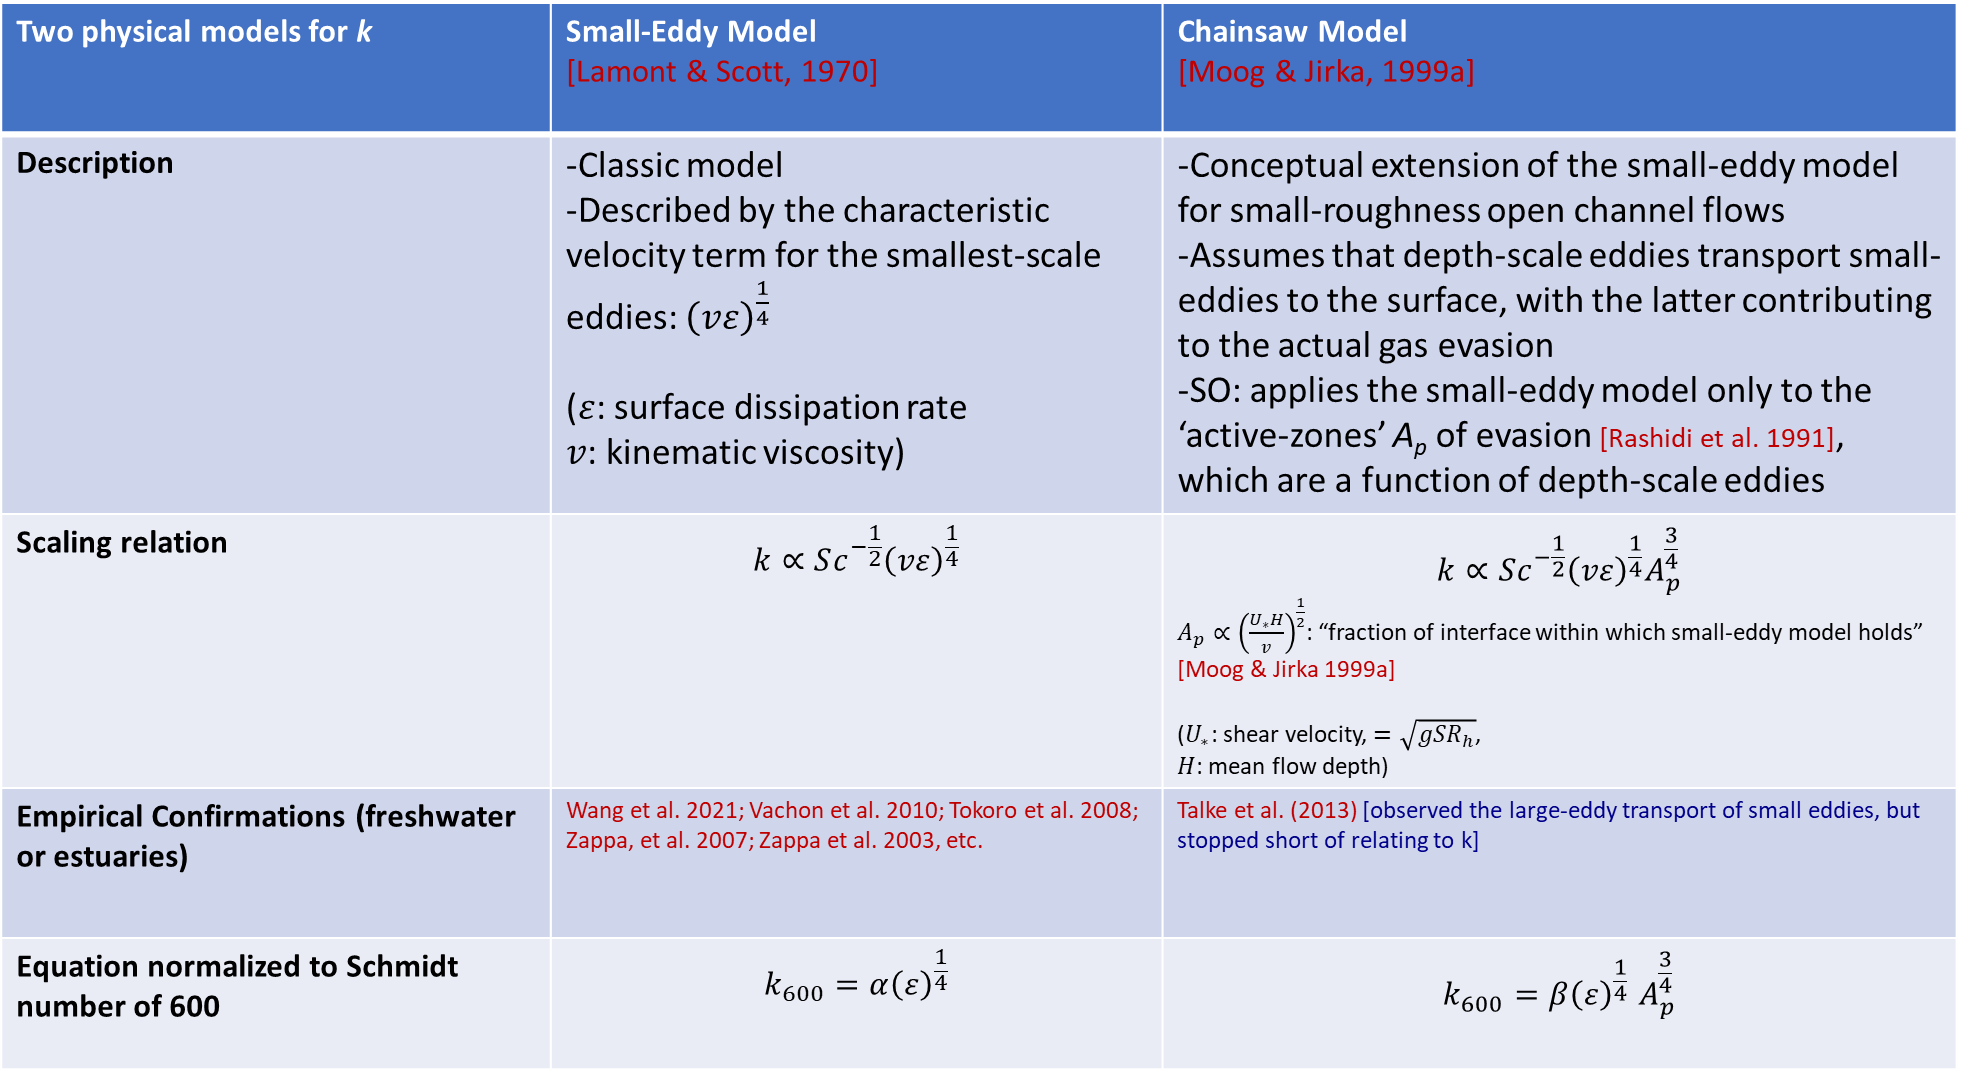 Two physical models for k
Small-Eddy Model
[Lamont & Scott, 1970]
Chainsaw Model
[Moog & Jirka, 1999a]
Description
-Classic model
-Described by the characteristic
velocity term for the smallest-scale
eddies: (νε)^(1/4)
(ε: surface dissipation rate
ν: kinematic viscosity)
-Conceptual extension of the small-eddy model
for small-roughness open channel flows
-Assumes that depth-scale eddies transport small-
eddies to the surface, with the latter contributing
to the actual gas evasion
-SO: applies the small-eddy model only to the
‘active-zones’ A_p of evasion [Rashidi et al. 1991],
which are a function of depth-scale eddies
Scaling relation
k ∝ Sc^(−1/2)(νε)^(1/4)
k ∝ Sc^(−1/2)(νε)^(1/4) A_p^(3/4)
A_p ∝ (U_*H/ν)^(1/2): “fraction of interface within which small-eddy model holds”
[Moog & Jirka 1999a]
(U_*: shear velocity, = √(gSR_h),
H: mean flow depth)
Empirical Confirmations (freshwater
or estuaries)
Wang et al. 2021; Vachon et al. 2010; Tokoro et al. 2008;
Zappa, et al. 2007; Zappa et al. 2003, etc.
Talke et al. (2013) [observed the large-eddy transport of small eddies, but
stopped short of relating to k]
Equation normalized to Schmidt
number of 600
k_600 = α(ε)^(1/4)
k_600 = β(ε)^(1/4) A_p^(3/4)